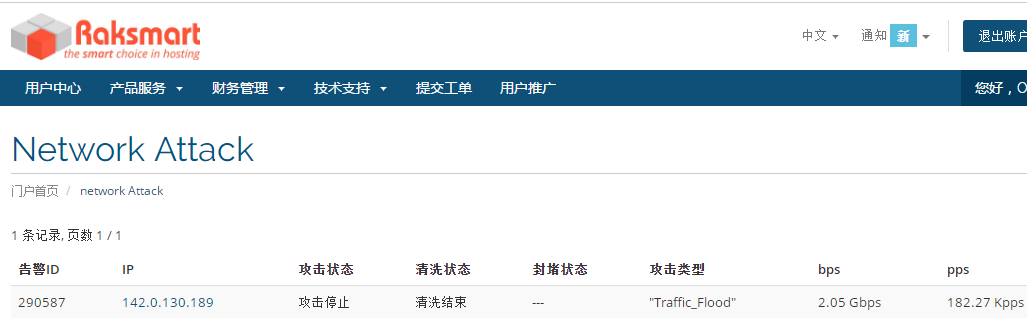 Raksmart
the smart choice in hosting
中文 通知 新 退出账户
用户中心 产品服务 财务管理 技术支持 提交工单 用户推广 您好，O
Network Attack
门户首页 / network Attack
1 条记录, 页数 1 / 1
告警ID IP 攻击状态 清洗状态 封堵状态 攻击类型 bps pps
290587 142.0.130.189 攻击停止 清洗结束 --- "Traffic_Flood" 2.05 Gbps 182.27 Kpps